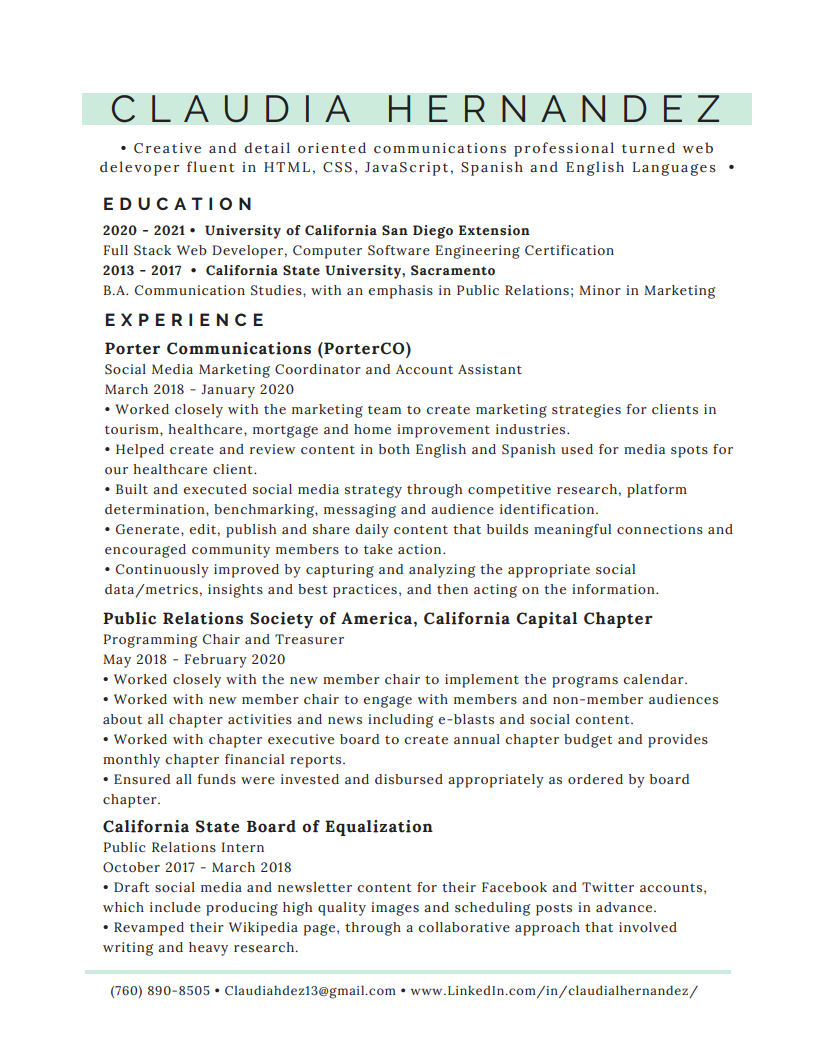 CLAUDIA HERNANDEZ
• Creative and detail oriented communications professional turned web
delevoper fluent in HTML, CSS, JavaScript, Spanish and English Languages •
EDUCATION
2020 - 2021 • University of California San Diego Extension
Full Stack Web Developer, Computer Software Engineering Certification
2013 - 2017 • California State University, Sacramento
B.A. Communication Studies, with an emphasis in Public Relations; Minor in Marketing
EXPERIENCE
Porter Communications (PorterCO)
Social Media Marketing Coordinator and Account Assistant
March 2018 - January 2020
• Worked closely with the marketing team to create marketing strategies for clients in
tourism, healthcare, mortgage and home improvement industries.
• Helped create and review content in both English and Spanish used for media spots for
our healthcare client.
• Built and executed social media strategy through competitive research, platform
determination, benchmarking, messaging and audience identification.
• Generate, edit, publish and share daily content that builds meaningful connections and
encouraged community members to take action.
• Continuously improved by capturing and analyzing the appropriate social
data/metrics, insights and best practices, and then acting on the information.
Public Relations Society of America, California Capital Chapter
Programming Chair and Treasurer
May 2018 - February 2020
• Worked closely with the new member chair to implement the programs calendar.
• Worked with new member chair to engage with members and non-member audiences
about all chapter activities and news including e-blasts and social content.
• Worked with chapter executive board to create annual chapter budget and provides
monthly chapter financial reports.
• Ensured all funds were invested and disbursed appropriately as ordered by board
chapter.
California State Board of Equalization
Public Relations Intern
October 2017 - March 2018
• Draft social media and newsletter content for their Facebook and Twitter accounts,
which include producing high quality images and scheduling posts in advance.
• Revamped their Wikipedia page, through a collaborative approach that involved
writing and heavy research.
(760) 890-8505 • Claudiahdez13@gmail.com • www.LinkedIn.com/in/claudialhernandez/